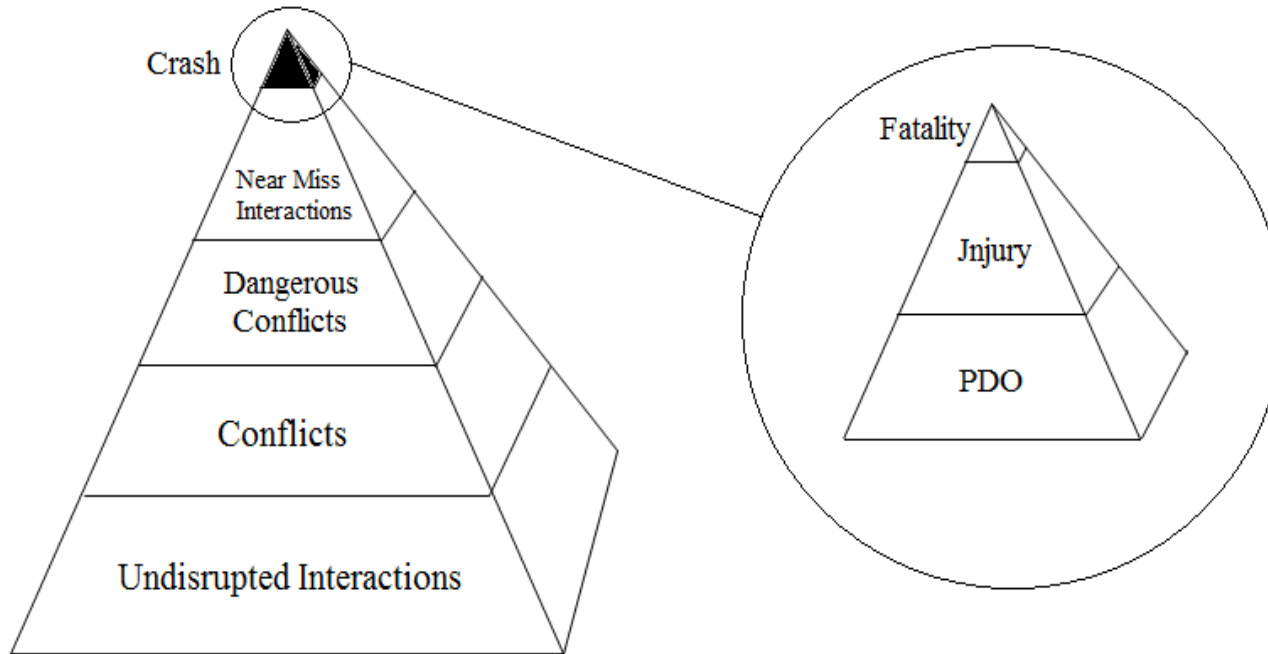 Crash
Near Miss
Interactions
Dangerous
Conflicts
Conflicts
Undisrupted Interactions
Fatality
Jnjury
PDO